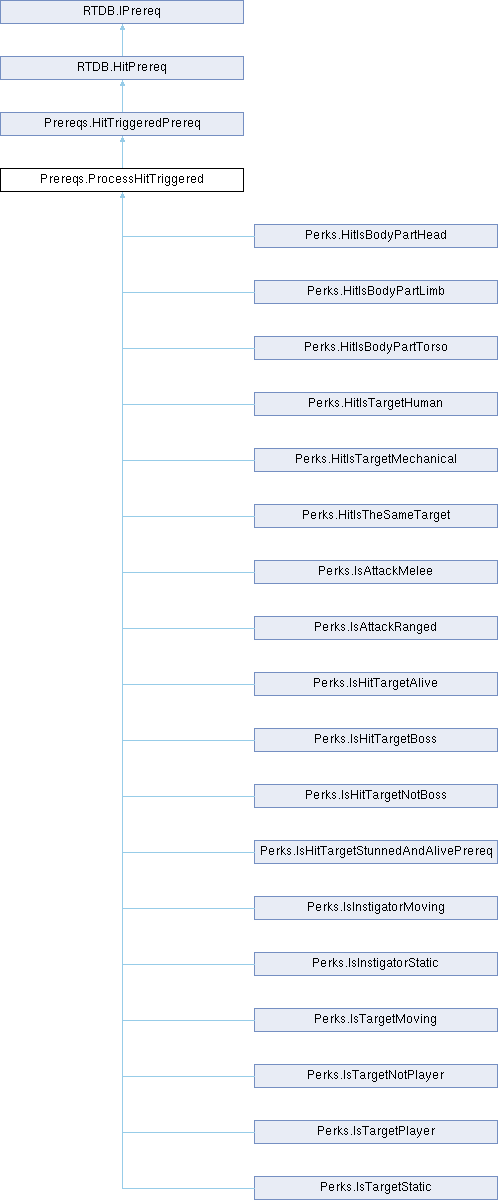 RTDB.IPrereq
RTDB.HitPrereq
Prereqs.HitTriggeredPrereq
Prereqs.ProcessHitTriggered
Perks.HitIsBodyPartHead
Perks.HitIsBodyPartLimb
Perks.HitIsBodyPartTorso
Perks.HitIsTargetHuman
Perks.HitIsTargetMechanical
Perks.HitIsTheSameTarget
Perks.IsAttackMelee
Perks.IsAttackRanged
Perks.IsHitTargetAlive
Perks.IsHitTargetBoss
Perks.IsHitTargetNotBoss
Perks.IsHitTargetStunnedAndAlivePrereq
Perks.IsInstigatorMoving
Perks.IsInstigatorStatic
Perks.IsTargetMoving
Perks.IsTargetNotPlayer
Perks.IsTargetPlayer
Perks.IsTargetStatic